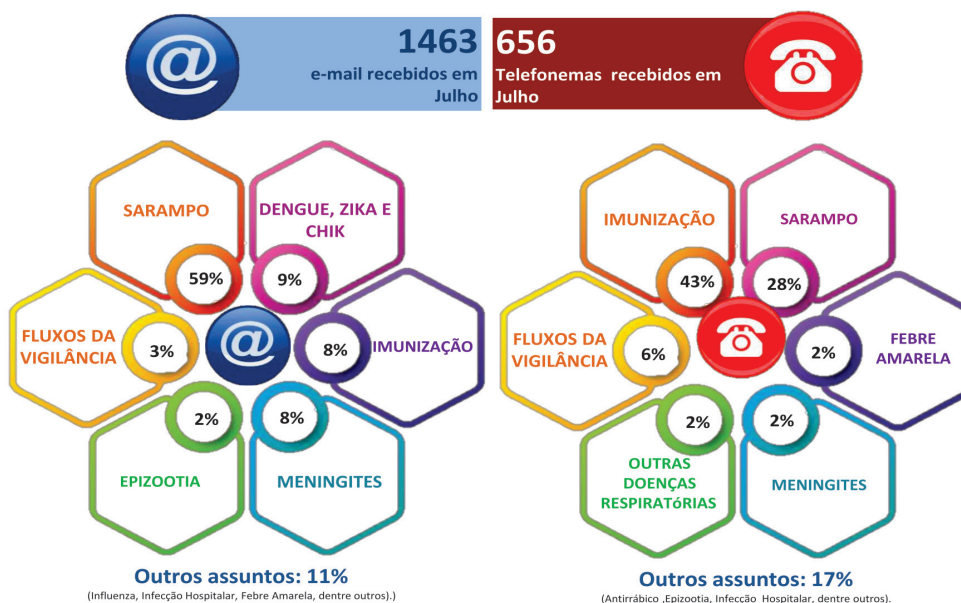 1463
e-mail recebidos em
Julho
656
Telefonemas recebidos em
Julho
SARAMPO
59%
DENGUE, ZIKA E
CHIK
9%
FLUXOS DA
VIGILÂNCIA
3%
@
8%
IMUNIZAÇÃO
2%
EPIZOOTIA
8%
MENINGITES
Outros assuntos: 11%
(Influenza, Infecção Hospitalar, Febre Amarela, dentre outros).)
IMUNIZAÇÃO
43%
SARAMPO
28%
FLUXOS DA
VIGILÂNCIA
6%
2%
FEBRE
AMARELA
2%
OUTRAS
DOENÇAS
RESPIRATóRIAS
2%
MENINGITES
Outros assuntos: 17%
(Antirrábico ,Epizootia, Infecção Hospitalar, dentre outros).